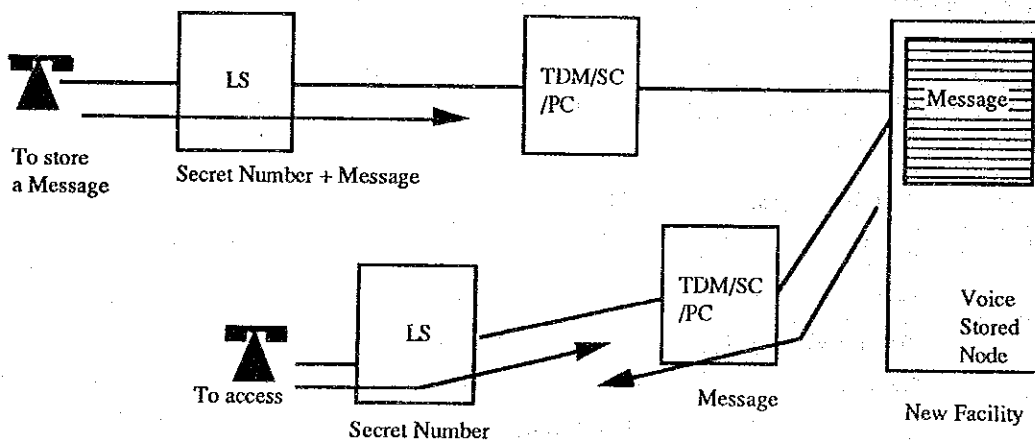 LS
TDM/SC
/PC
Message
To store
a Message
Secret Number + Message
LS
TDM/SC
/PC
Voice
Stored
Node
To access
Message
New Facility
Secret Number